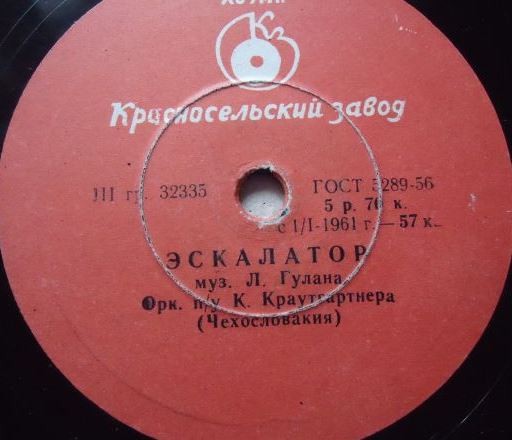 Кз
Красносельский завод
III гр. 32335
ГОСТ 5289-56
5 р. 70 к.
с 1/I-1961 г.— 57 к.
ЭСКАЛАТОР
муз. Л. Гулана
Орк. п/у К. Краутгартнера
(Чехословакия)